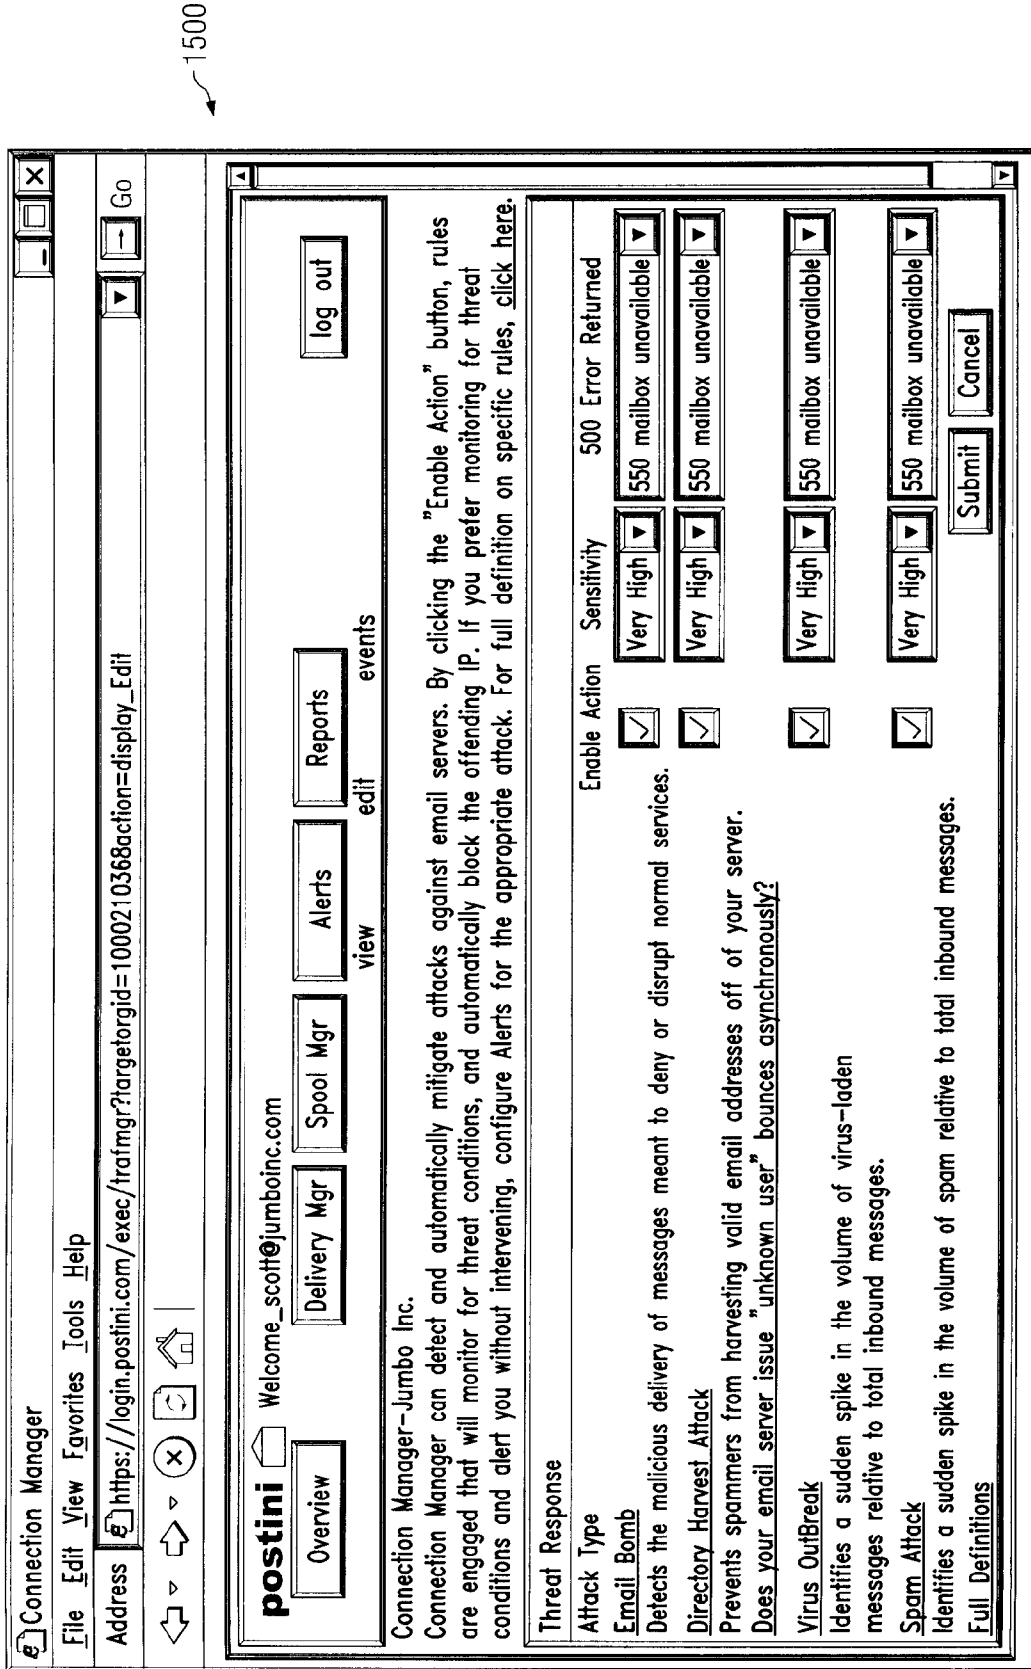 Connection Manager
File Edit View Favorites Tools Help
Address https://login.postini.com/exec/trafmgr?targetorgid=100021036&action=display_Edit Go
1500
postini Welcome_scott@jumboinc.com
Overview Delivery Mgr Spool Mgr Alerts Reports log out
view edit events
Connection Manager-Jumbo Inc.
Connection Manager can detect and automatically mitigate attacks against email servers. By clicking the "Enable Action" button, rules
are engaged that will monitor for threat conditions, and automatically block the offending IP. If you prefer monitoring for threat
conditions and alert you without intervening, configure Alerts for the appropriate attack. For full definition on specific rules, click here.
Threat Response
Attack Type Enable Action Sensitivity 500 Error Returned
Email Bomb Very High 550 mailbox unavailable
Detects the malicious delivery of messages meant to deny or disrupt normal services.
Directory Harvest Attack Very High 550 mailbox unavailable
Prevents spammers from harvesting valid email addresses off of your server.
Does your email server issue "unknown user" bounces asynchronously?
Virus OutBreak Very High 550 mailbox unavailable
Identifies a sudden spike in the volume of virus-laden
messages relative to total inbound messages.
Spam Attack Very High 550 mailbox unavailable
Identifies a sudden spike in the volume of spam relative to total inbound messages.
Full Definitions Submit Cancel